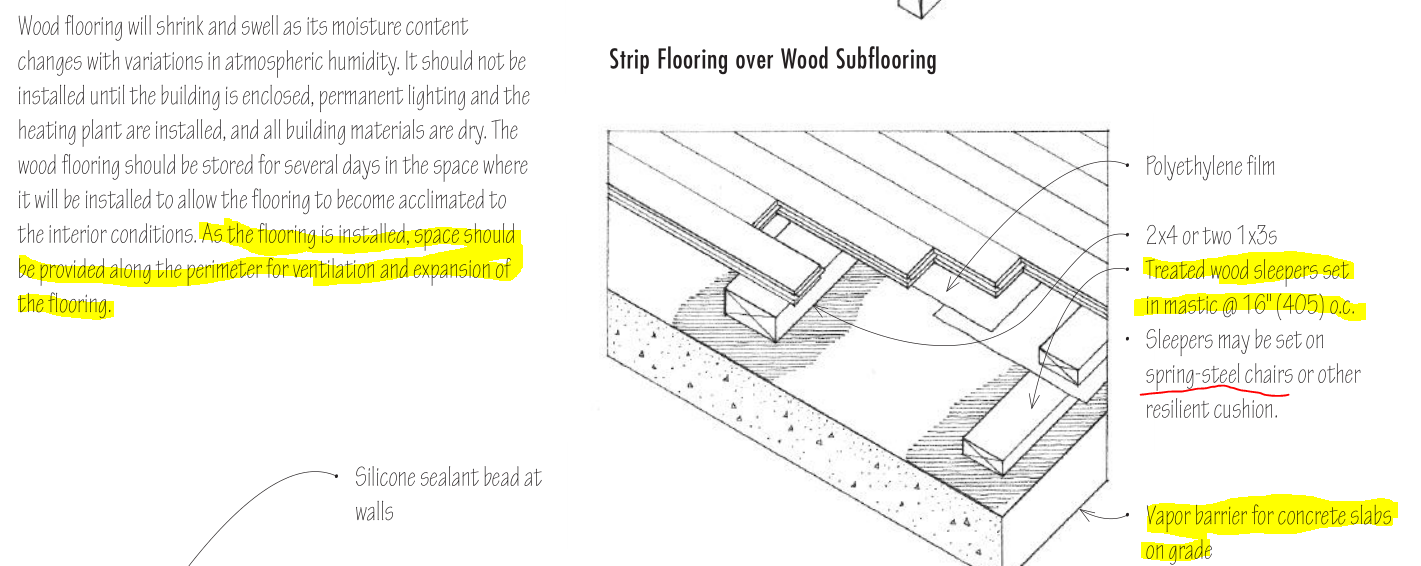 Wood flooring will shrink and swell as its moisture content
changes with variations in atmospheric humidity. It should not be
installed until the building is enclosed, permanent lighting and the
heating plant are installed, and all building materials are dry. The
wood flooring should be stored for several days in the space where
it will be installed to allow the flooring to become acclimated to
the interior conditions. As the flooring is installed, space should
be provided along the perimeter for ventilation and expansion of
the flooring.
• Silicone sealant bead at
walls
Strip Flooring over Wood Subflooring
• Polyethylene film
• 2x4 or two 1x3s
• Treated wood sleepers set
in mastic @ 16" (405) o.c.
• Sleepers may be set on
spring-steel chairs or other
resilient cushion.
• Vapor barrier for concrete slabs
on grade